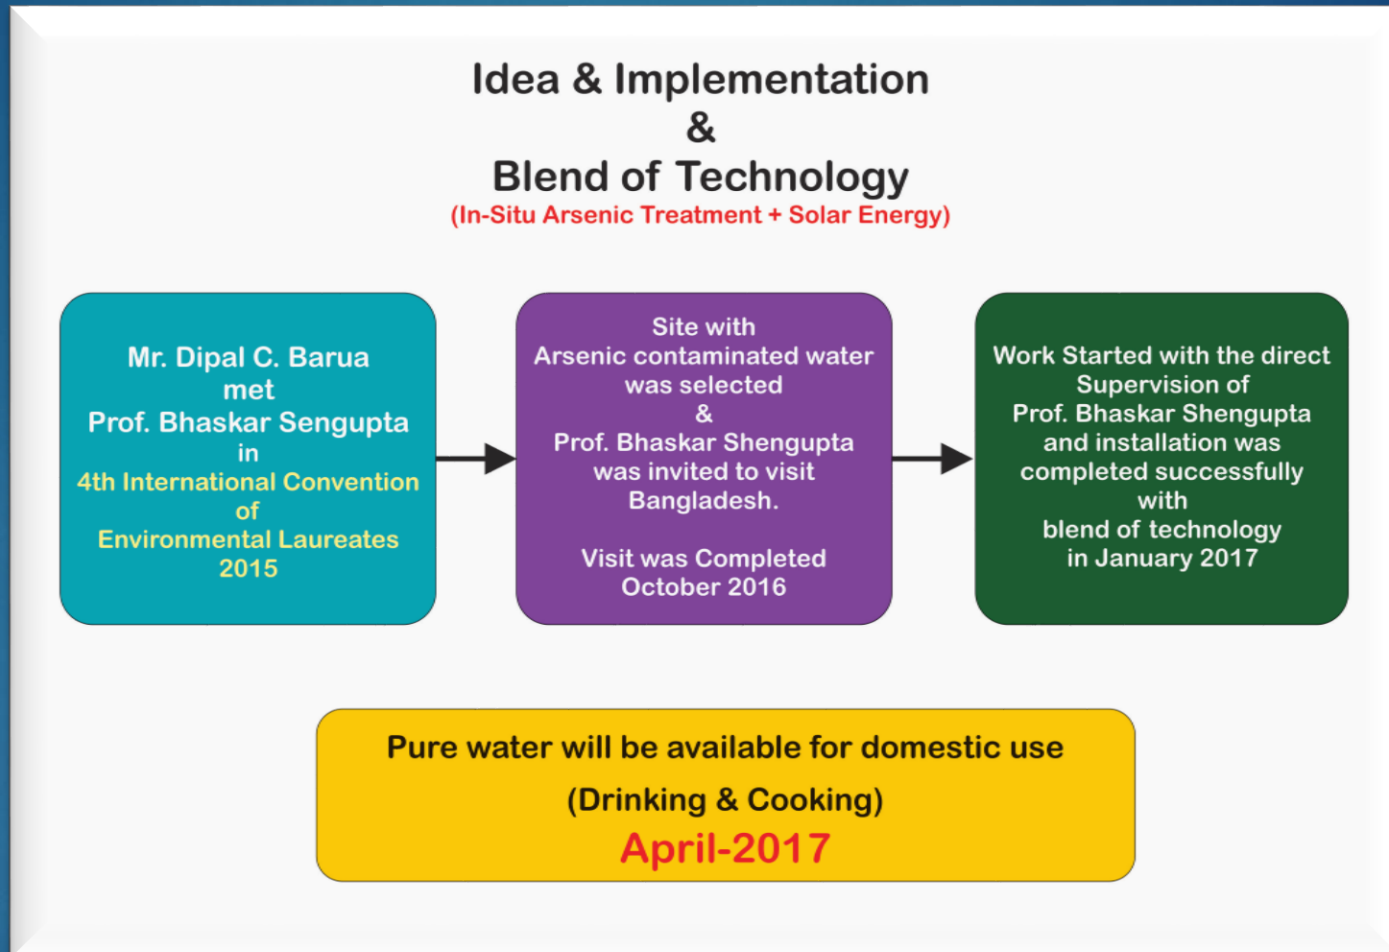 Idea & Implementation
&
Blend of Technology
(In-Situ Arsenic Treatment + Solar Energy)
Mr. Dipal C. Barua
met
Prof. Bhaskar Sengupta
in
4th International Convention
of
Environmental Laureates
2015
Site with
Arsenic contaminated water
was selected
&
Prof. Bhaskar Shengupta
was invited to visit
Bangladesh.
Visit was Completed
October 2016
Work Started with the direct
Supervision of
Prof. Bhaskar Shengupta
and installation was
completed successfully
with
blend of technology
in January 2017
Pure water will be available for domestic use
(Drinking & Cooking)
April-2017